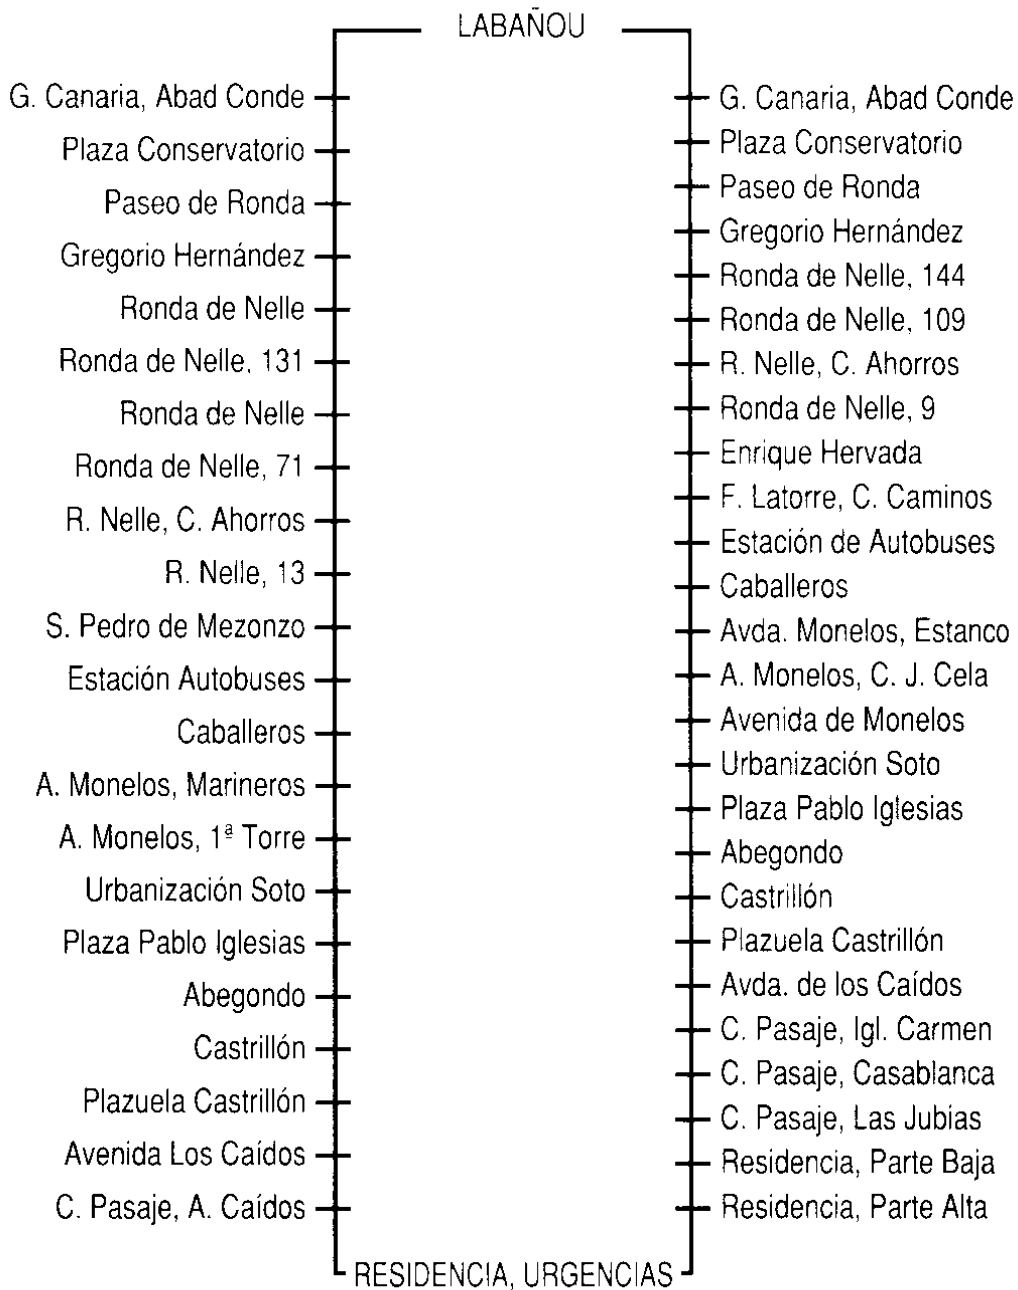 LABAÑOU
G. Canaria, Abad Conde
Plaza Conservatorio
Paseo de Ronda
Gregorio Hernández
Ronda de Nelle
Ronda de Nelle, 131
Ronda de Nelle
Ronda de Nelle, 71
R. Nelle, C. Ahorros
R. Nelle, 13
S. Pedro de Mezonzo
Estación Autobuses
Caballeros
A. Monelos, Marineros
A. Monelos, 1ª Torre
Urbanización Soto
Plaza Pablo Iglesias
Abegondo
Castrillón
Plazuela Castrillón
Avenida Los Caídos
C. Pasaje, A. Caídos
G. Canaria, Abad Conde
Plaza Conservatorio
Paseo de Ronda
Gregorio Hernández
Ronda de Nelle, 144
Ronda de Nelle, 109
R. Nelle, C. Ahorros
Ronda de Nelle, 9
Enrique Hervada
F. Latorre, C. Caminos
Estación de Autobuses
Caballeros
Avda. Monelos, Estanco
A. Monelos, C. J. Cela
Avenida de Monelos
Urbanización Soto
Plaza Pablo Iglesias
Abegondo
Castrillón
Plazuela Castrillón
Avda. de los Caídos
C. Pasaje, Igl. Carmen
C. Pasaje, Casablanca
C. Pasaje, Las Jubias
Residencia, Parte Baja
Residencia, Parte Alta
RESIDENCIA, URGENCIAS